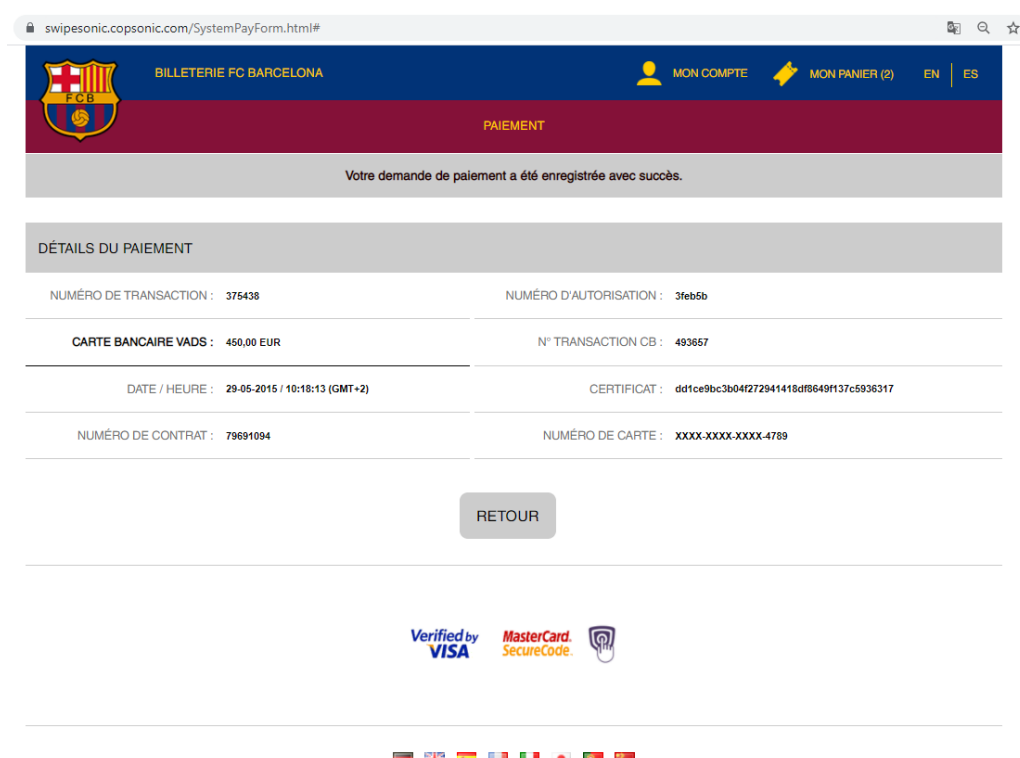 swipesonic.copsonic.com/SystemPayForm.html#
FCB
BILLETERIE FC BARCELONA
MON COMPTE
MON PANIER (2)
EN
ES
PAIEMENT
Votre demande de paiement a été enregistrée avec succès.
DÉTAILS DU PAIEMENT
NUMÉRO DE TRANSACTION : 375438
NUMÉRO D'AUTORISATION : 3feb5b
CARTE BANCAIRE VADS : 450,00 EUR
N° TRANSACTION CB : 493657
DATE / HEURE : 29-05-2015 / 10:18:13 (GMT+2)
CERTIFICAT : dd1ce9bc3b04f272941418df8649f137c5936317
NUMÉRO DE CONTRAT : 79691094
NUMÉRO DE CARTE : XXXX-XXXX-XXXX-4789
RETOUR
Verified by
VISA
MasterCard.
SecureCode.